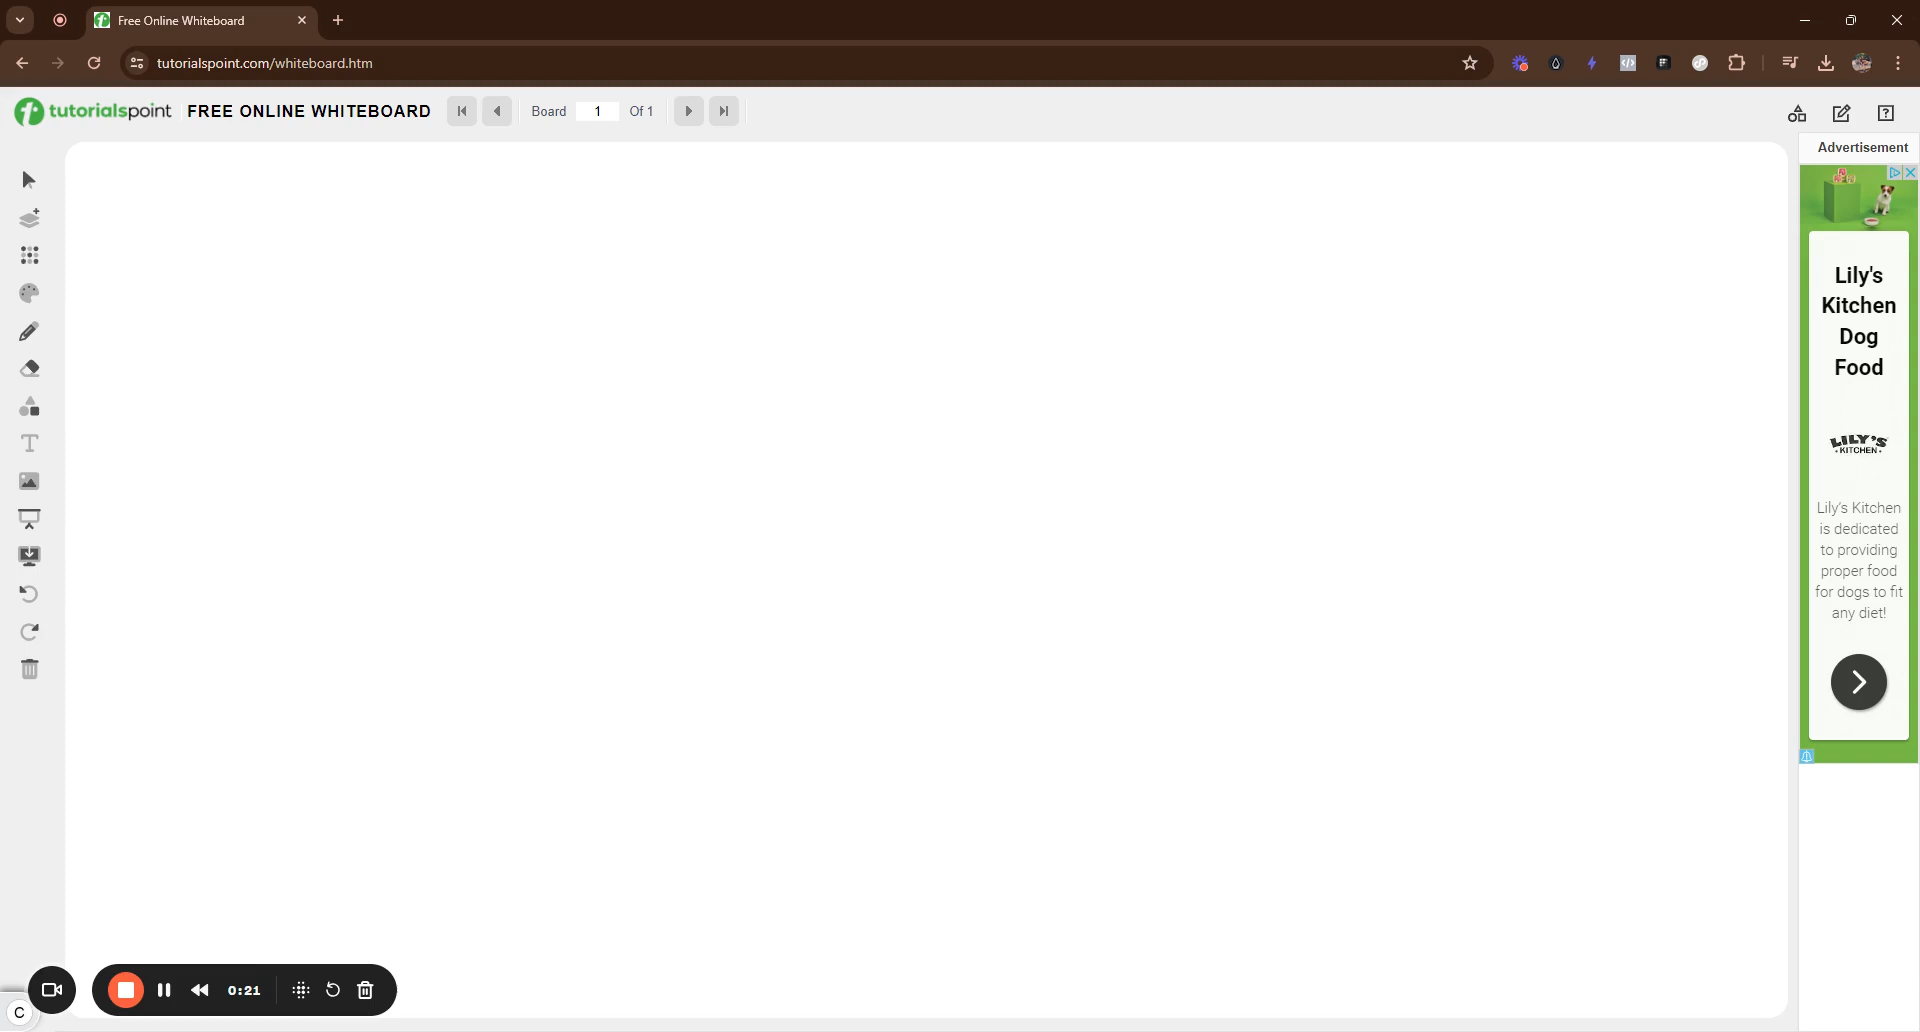 Free Online Whiteboard
tutorialspoint.com/whiteboard.htm
tutorialspoint FREE ONLINE WHITEBOARD Board 1 Of 1
Advertisement
Lily's
Kitchen
Dog
Food
LILY'S
KITCHEN
Lily's Kitchen
is dedicated
to providing
proper food
for dogs to fit
any diet!
0:21
C